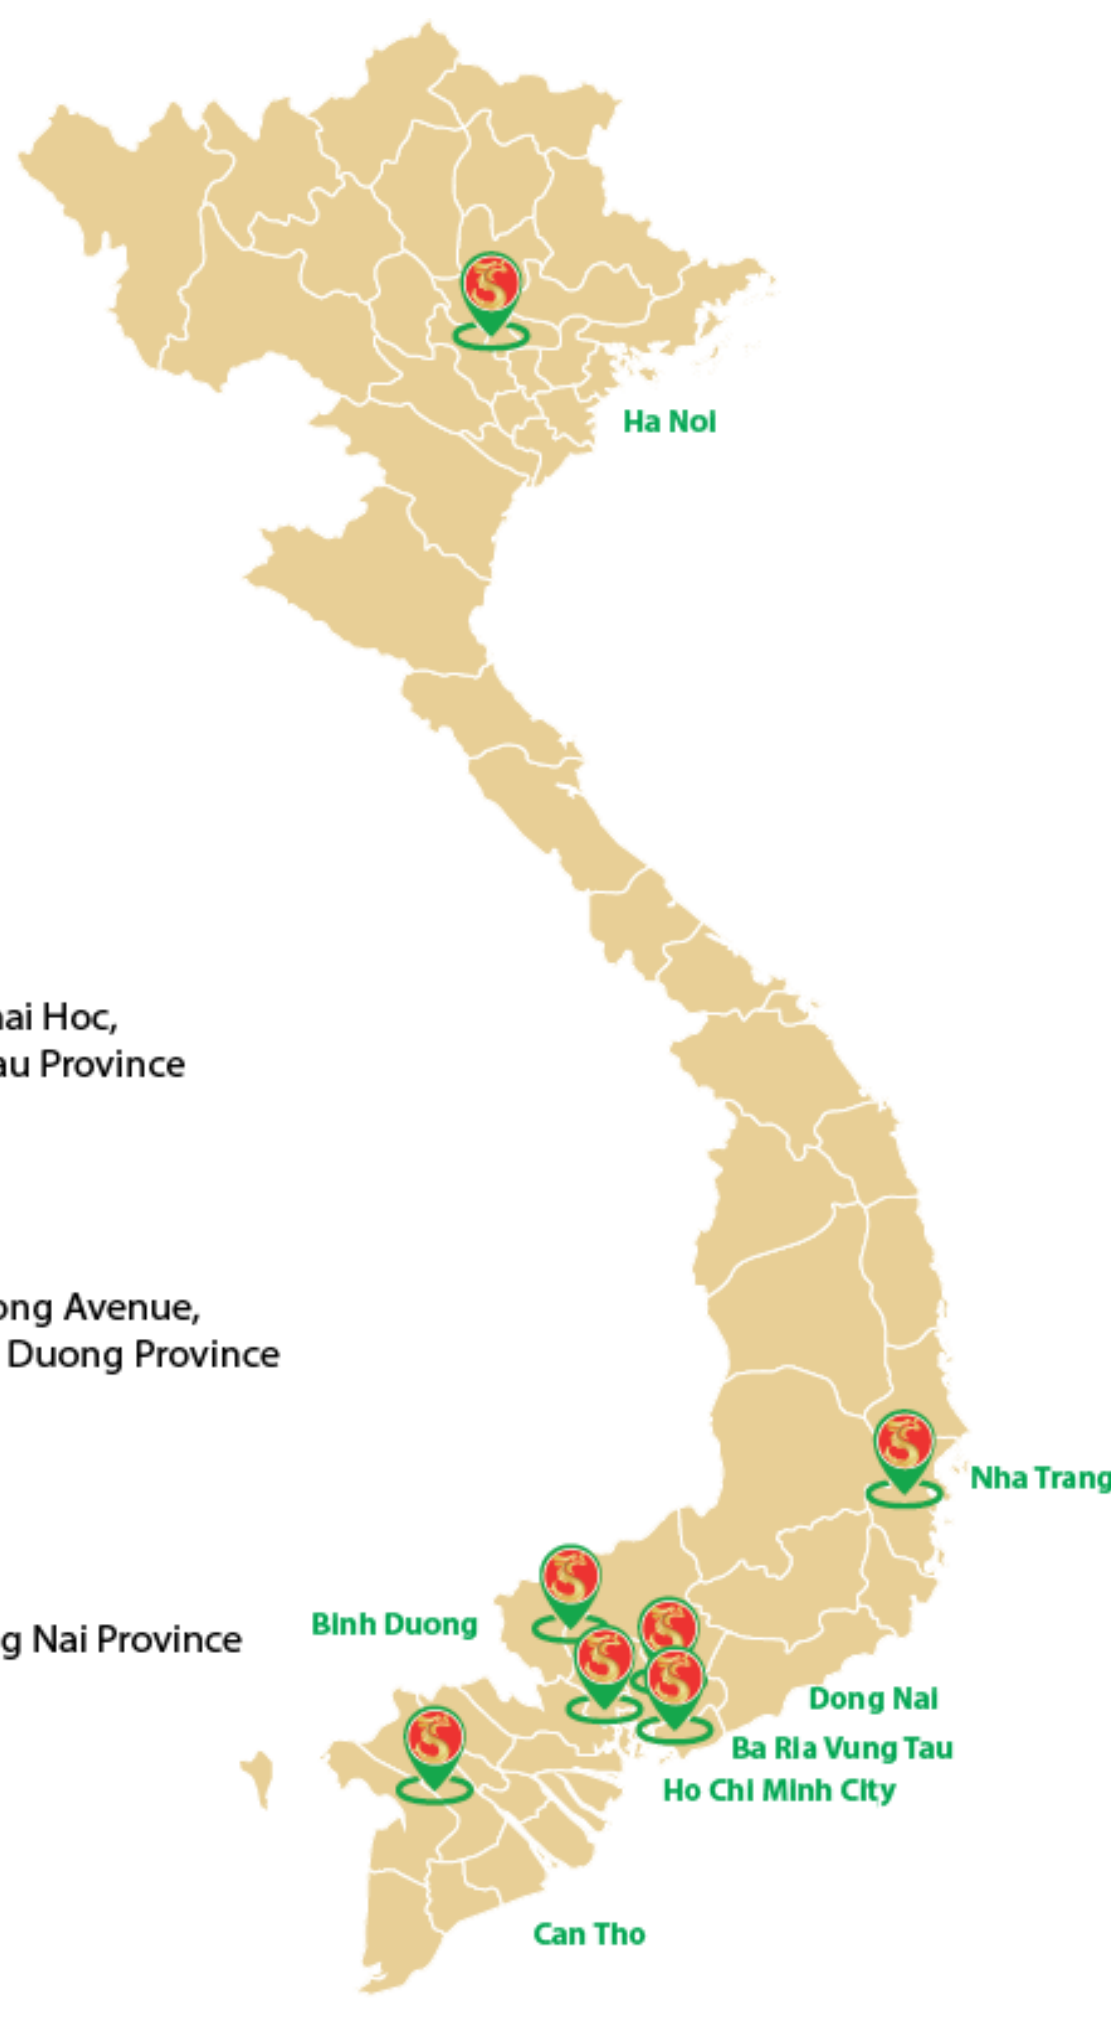 Ha Noi
ai Hoc,
au Province
ong Avenue,
Duong Province
Nha Trang
Binh Duong
g Nai Province
Dong Nai
Ba Ria Vung Tau
Ho Chi Minh City
Can Tho